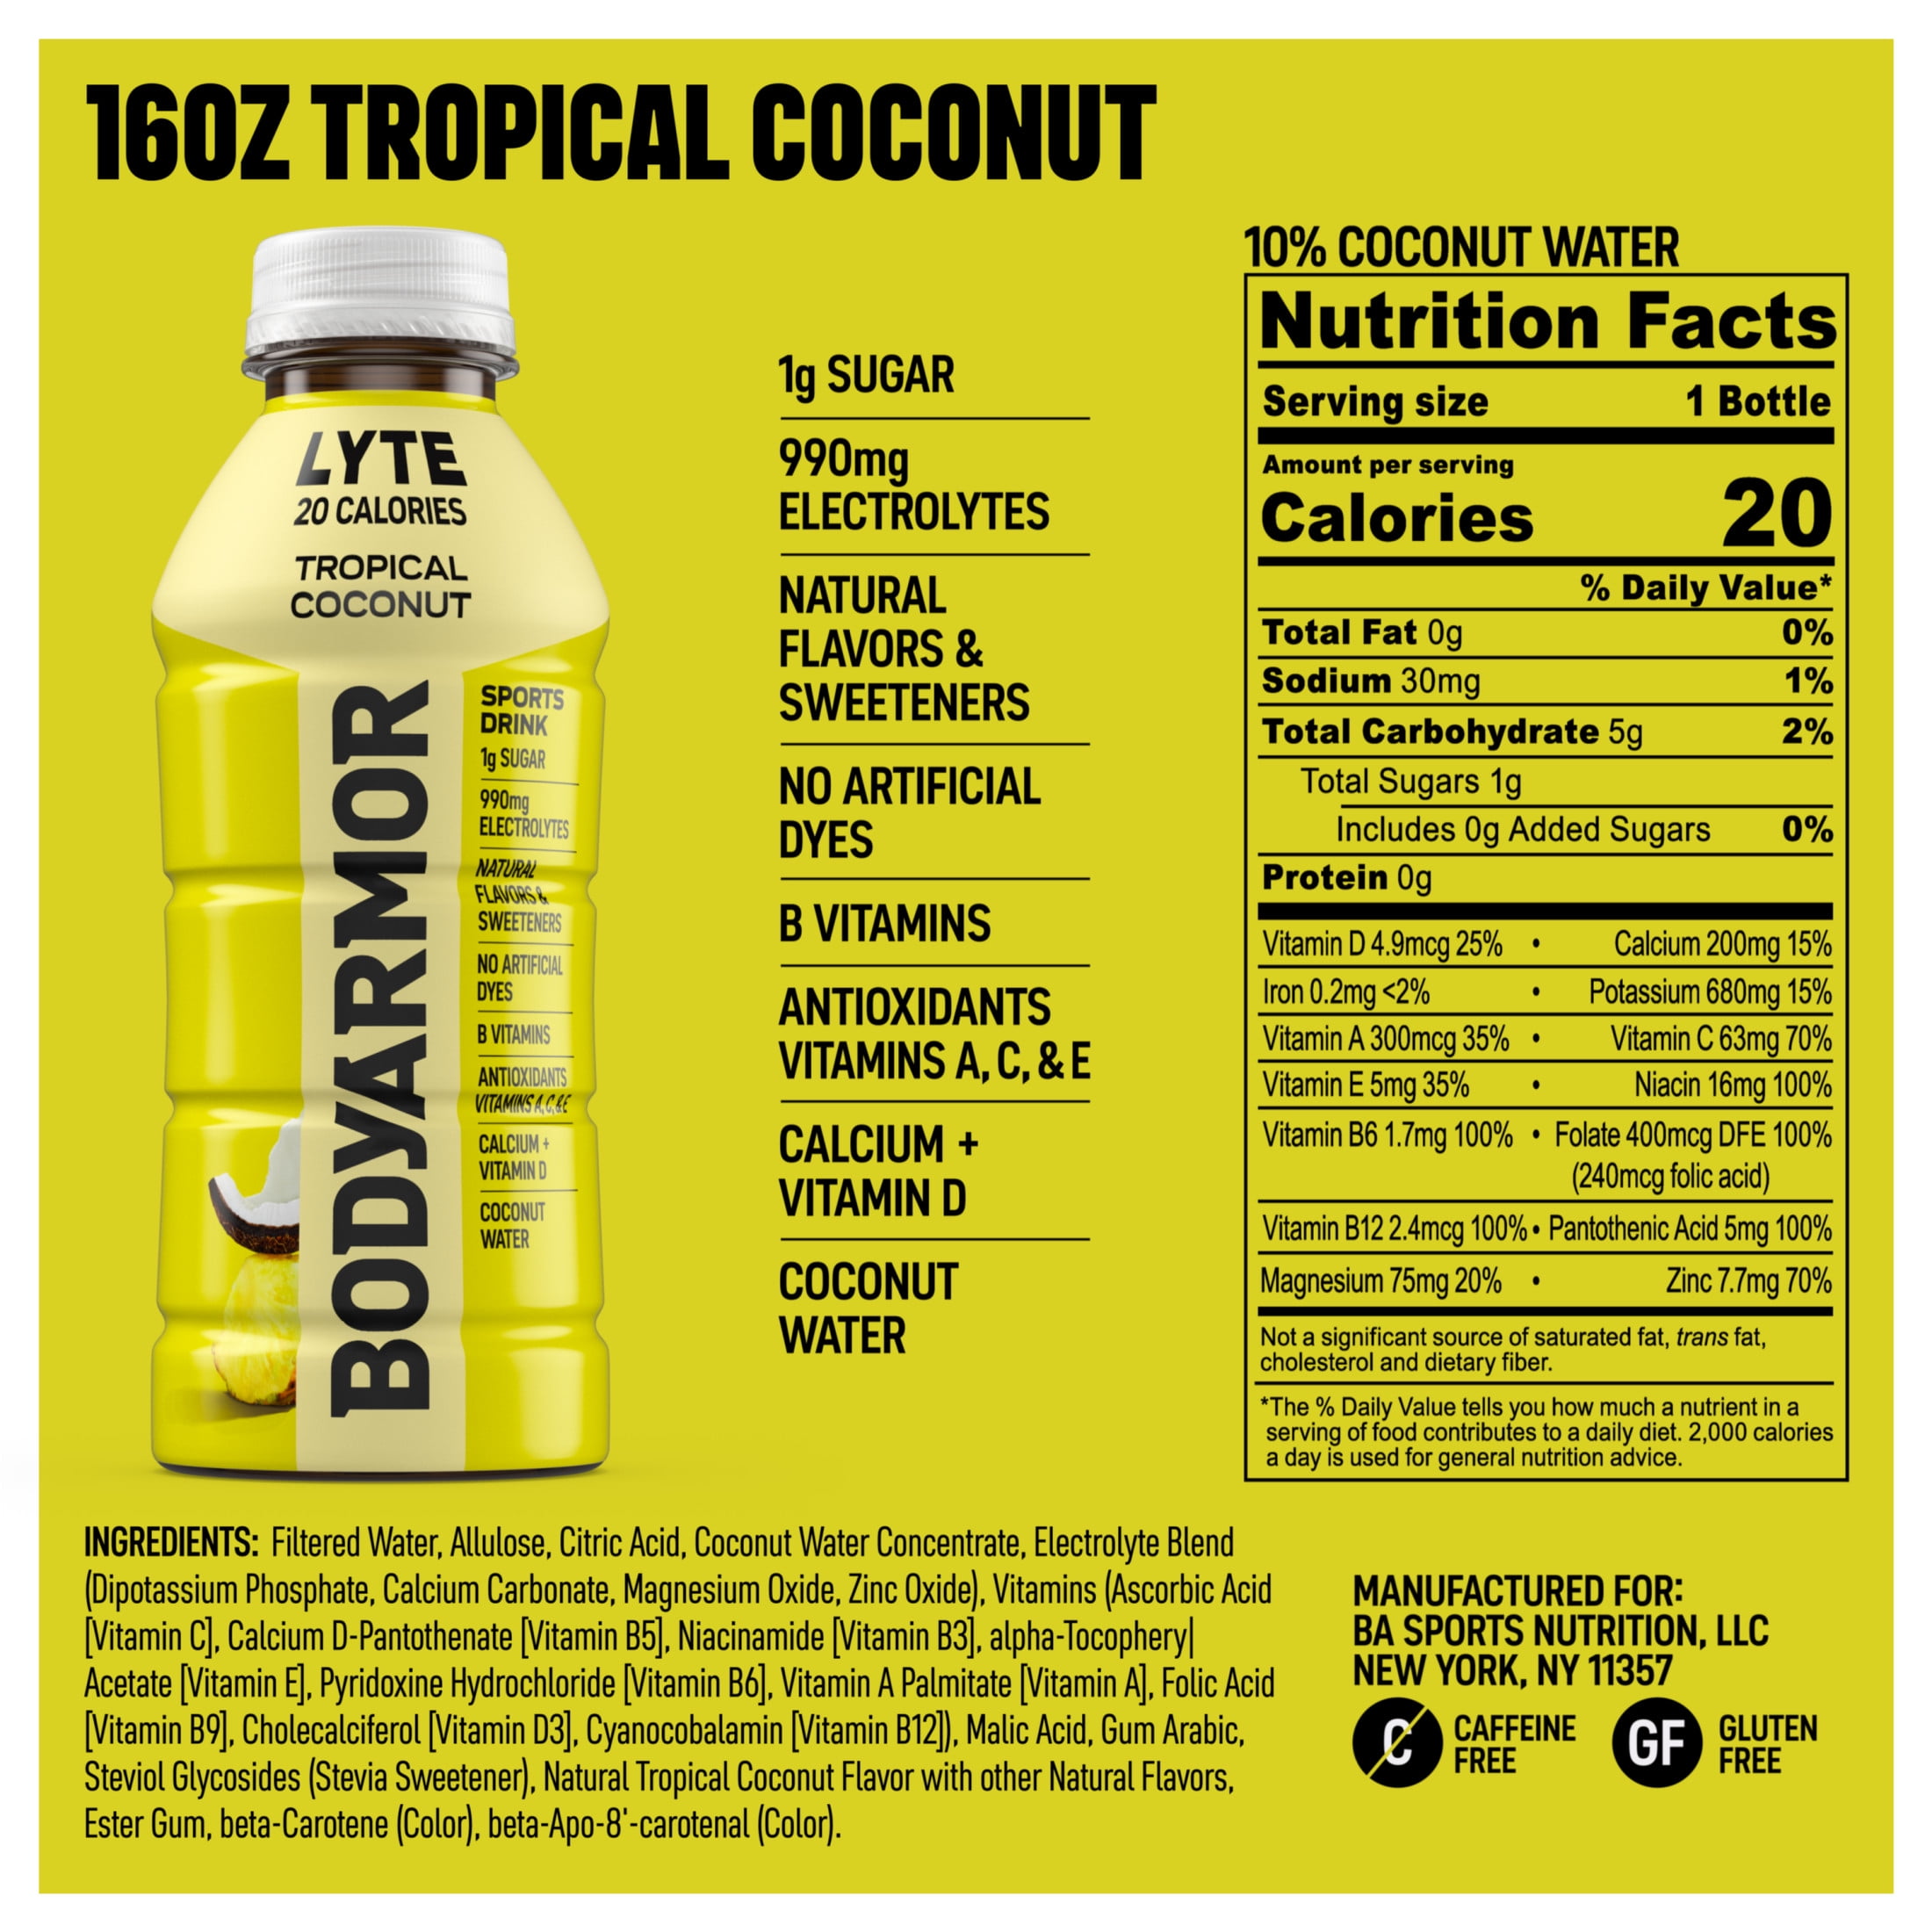 16OZ TROPICAL COCONUT
LYTE
20 CALORIES
TROPICAL
COCONUT
BODYARMOR
SPORTS
DRINK
1g SUGAR
990mg
ELECTROLYTES
NATURAL
FLAVORS &
SWEETENERS
NO ARTIFICIAL
DYES
B VITAMINS
ANTIOXIDANTS
VITAMINS A, C, & E
CALCIUM +
VITAMIN D
COCONUT
WATER
1g SUGAR
990mg
ELECTROLYTES
NATURAL
FLAVORS &
SWEETENERS
NO ARTIFICIAL
DYES
B VITAMINS
ANTIOXIDANTS
VITAMINS A, C, & E
CALCIUM +
VITAMIN D
COCONUT
WATER
10% COCONUT WATER
Nutrition Facts
Serving size 1 Bottle
Amount per serving
Calories 20
% Daily Value*
Total Fat 0g 0%
Sodium 30mg 1%
Total Carbohydrate 5g 2%
Total Sugars 1g
Includes 0g Added Sugars 0%
Protein 0g
Vitamin D 4.9mcg 25% • Calcium 200mg 15%
Iron 0.2mg <2% • Potassium 680mg 15%
Vitamin A 300mcg 35% • Vitamin C 63mg 70%
Vitamin E 5mg 35% • Niacin 16mg 100%
Vitamin B6 1.7mg 100% • Folate 400mcg DFE 100%
(240mcg folic acid)
Vitamin B12 2.4mcg 100% • Pantothenic Acid 5mg 100%
Magnesium 75mg 20% • Zinc 7.7mg 70%
Not a significant source of saturated fat, trans fat,
cholesterol and dietary fiber.
*The % Daily Value tells you how much a nutrient in a
serving of food contributes to a daily diet. 2,000 calories
a day is used for general nutrition advice.
INGREDIENTS: Filtered Water, Allulose, Citric Acid, Coconut Water Concentrate, Electrolyte Blend
(Dipotassium Phosphate, Calcium Carbonate, Magnesium Oxide, Zinc Oxide), Vitamins (Ascorbic Acid
[Vitamin C], Calcium D-Pantothenate [Vitamin B5], Niacinamide [Vitamin B3], alpha-Tocophery|
Acetate [Vitamin E], Pyridoxine Hydrochloride [Vitamin B6], Vitamin A Palmitate [Vitamin A], Folic Acid
[Vitamin B9], Cholecalciferol [Vitamin D3], Cyanocobalamin [Vitamin B12]), Malic Acid, Gum Arabic,
Steviol Glycosides (Stevia Sweetener), Natural Tropical Coconut Flavor with other Natural Flavors,
Ester Gum, beta-Carotene (Color), beta-Apo-8'-carotenal (Color).
MANUFACTURED FOR:
BA SPORTS NUTRITION, LLC
NEW YORK, NY 11357
C CAFFEINE
FREE
GF GLUTEN
FREE